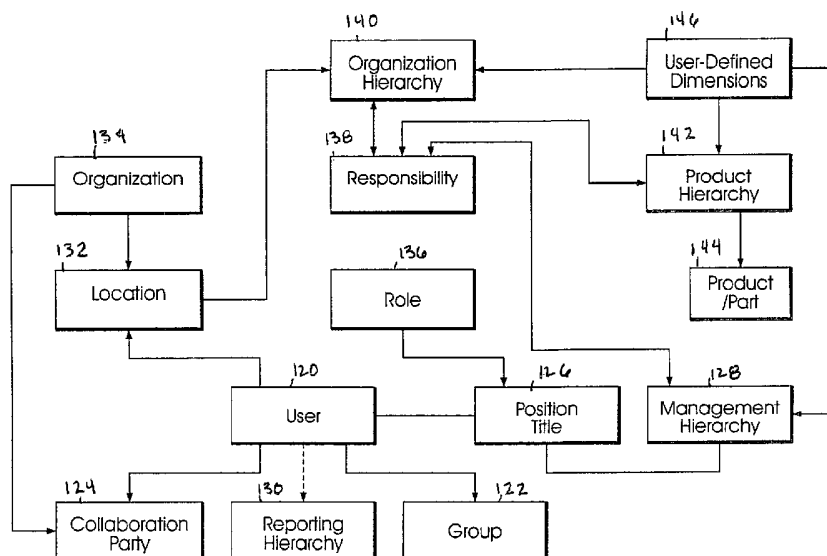 140
Organization
Hierarchy
146
User-Defined
Dimensions
134
Organization
138
Responsibility
142
Product
Hierarchy
132
Location
136
Role
144
Product
/Part
120
User
126
Position
Title
128
Management
Hierarchy
124
Collaboration
Party
130
Reporting
Hierarchy
122
Group